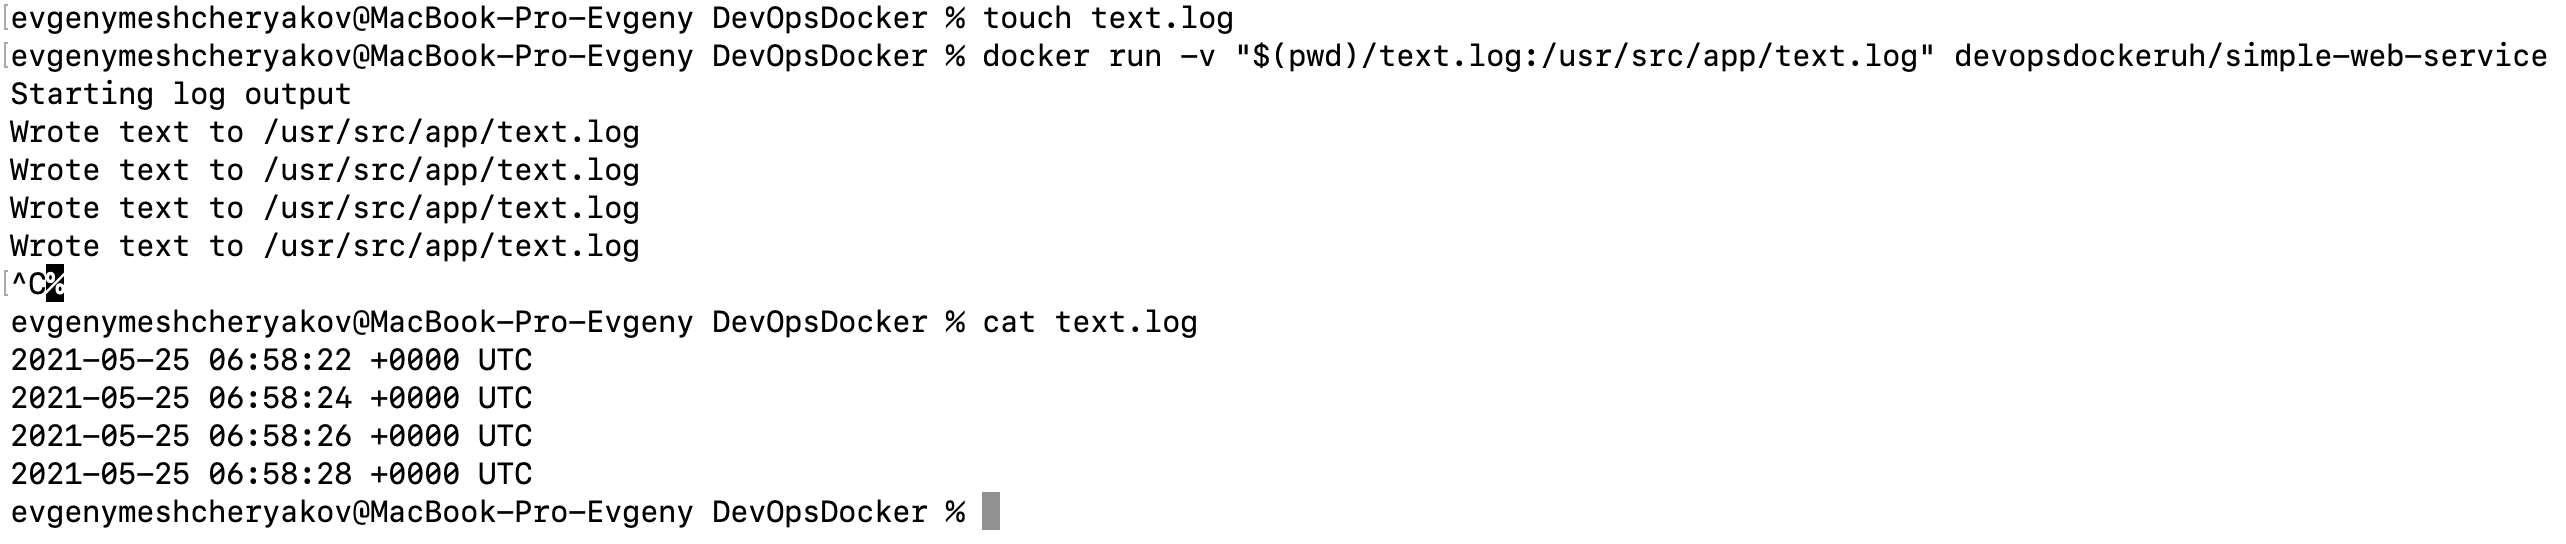 [evgenymeshcheryakov@MacBook-Pro-Evgeny DevOpsDocker % touch text.log
[evgenymeshcheryakov@MacBook-Pro-Evgeny DevOpsDocker % docker run -v "$(pwd)/text.log:/usr/src/app/text.log" devopsdockeruh/simple-web-service
Starting log output
Wrote text to /usr/src/app/text.log
Wrote text to /usr/src/app/text.log
Wrote text to /usr/src/app/text.log
Wrote text to /usr/src/app/text.log
[^C%
evgenymeshcheryakov@MacBook-Pro-Evgeny DevOpsDocker % cat text.log
2021-05-25 06:58:22 +0000 UTC
2021-05-25 06:58:24 +0000 UTC
2021-05-25 06:58:26 +0000 UTC
2021-05-25 06:58:28 +0000 UTC
evgenymeshcheryakov@MacBook-Pro-Evgeny DevOpsDocker %